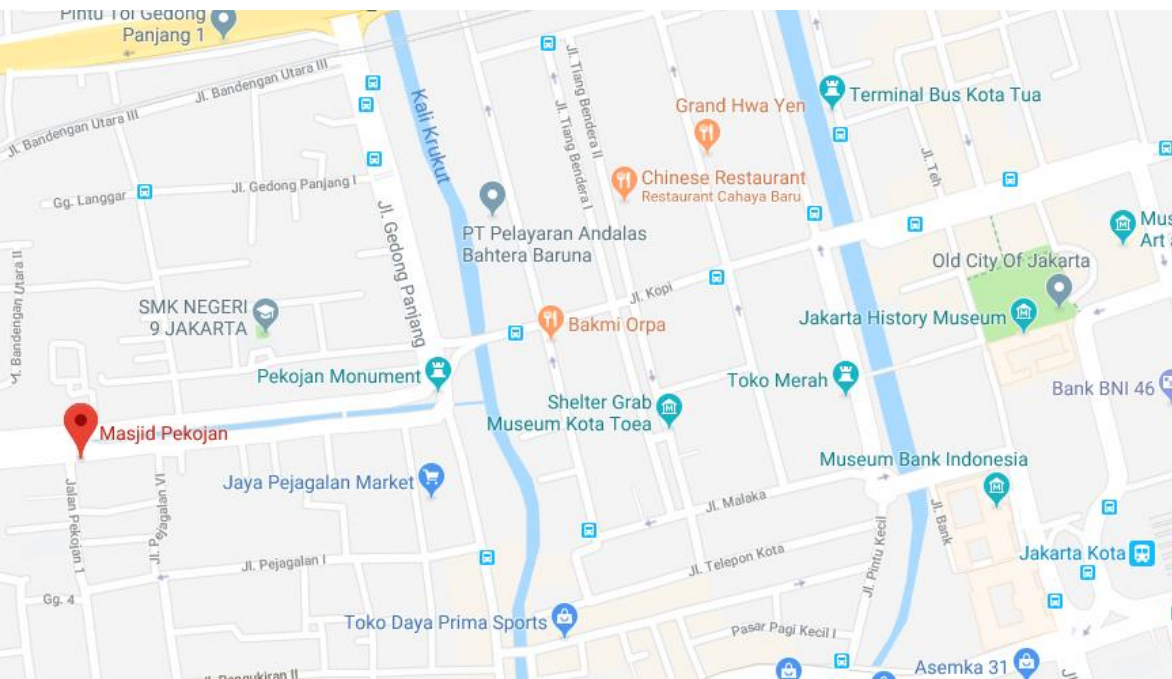 Pintu Tol Gedong
Panjang 1
Jl. Bandengan Utara III
Jl. Bandengan Utara III
Kali Krukut
Jl. Tiang Bendera II
Jl. Tiang Bendera I
Grand Hwa Yen
Terminal Bus Kota Tua
Jl. Teh
Gg. Langgar
Jl. Gedong Panjang I
Chinese Restaurant
Restaurant Cahaya Baru
Jl. Gedong Panjang
PT Pelayaran Andalas
Bahtera Baruna
Mus
Art
Old City Of Jakarta
Jl. Bandengan Utara II
SMK NEGERI
9 JAKARTA
Jl. Kopi
Bakmi Orpa
Jakarta History Museum
Pekojan Monument
Toko Merah
Bank BNI 46
Shelter Grab
Museum Kota Toea
Masjid Pekojan
Museum Bank Indonesia
Jaya Pejagalan Market
Jl. Malaka
Jalan Pekojan 1
Jl. Pejagalan VI
Jl. Pintu Kecil
Jl. Bank
Jakarta Kota
Jl. Pejagalan I
Jl. Telepon Kota
Gg. 4
Toko Daya Prima Sports
Pasar Pagi Kecil I
Asemka 31